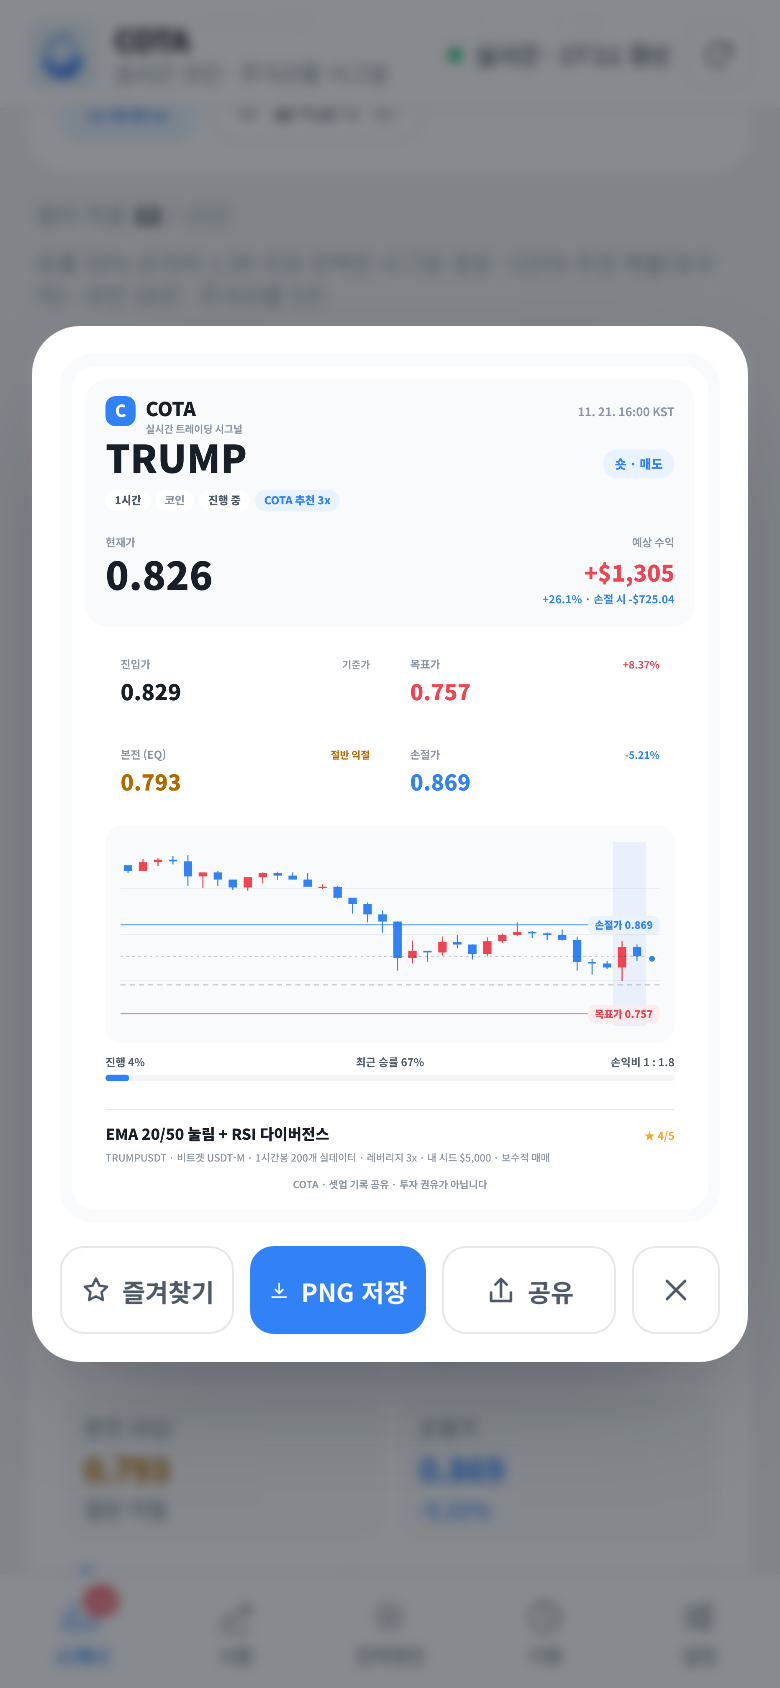 COTA
C
COTA
실시간 트레이딩 시그널
11. 21. 16:00 KST
TRUMP
숏 · 매도
1시간
코인
진행 중
COTA 추천 3x
현재가
예상 수익
0.826
+$1,305
+26.1% · 손절 시 -$725.04
진입가
기준가
0.829
목표가
+8.37%
0.757
본전 (EQ)
절반 익절
0.793
손절가
-5.21%
0.869
손절가 0.869
목표가 0.757
진행 4%
최근 승률 67%
손익비 1 : 1.8
EMA 20/50 눌림 + RSI 다이버전스
★ 4/5
TRUMPUSDT · 비트겟 USDT-M · 1시간봉 200개 실데이터 · 레버리지 3x · 내 시드 $5,000 · 보수적 매매
COTA · 셋업 기록 공유 · 투자 권유가 아닙니다
즐겨찾기
PNG 저장
공유
0.793
0.869